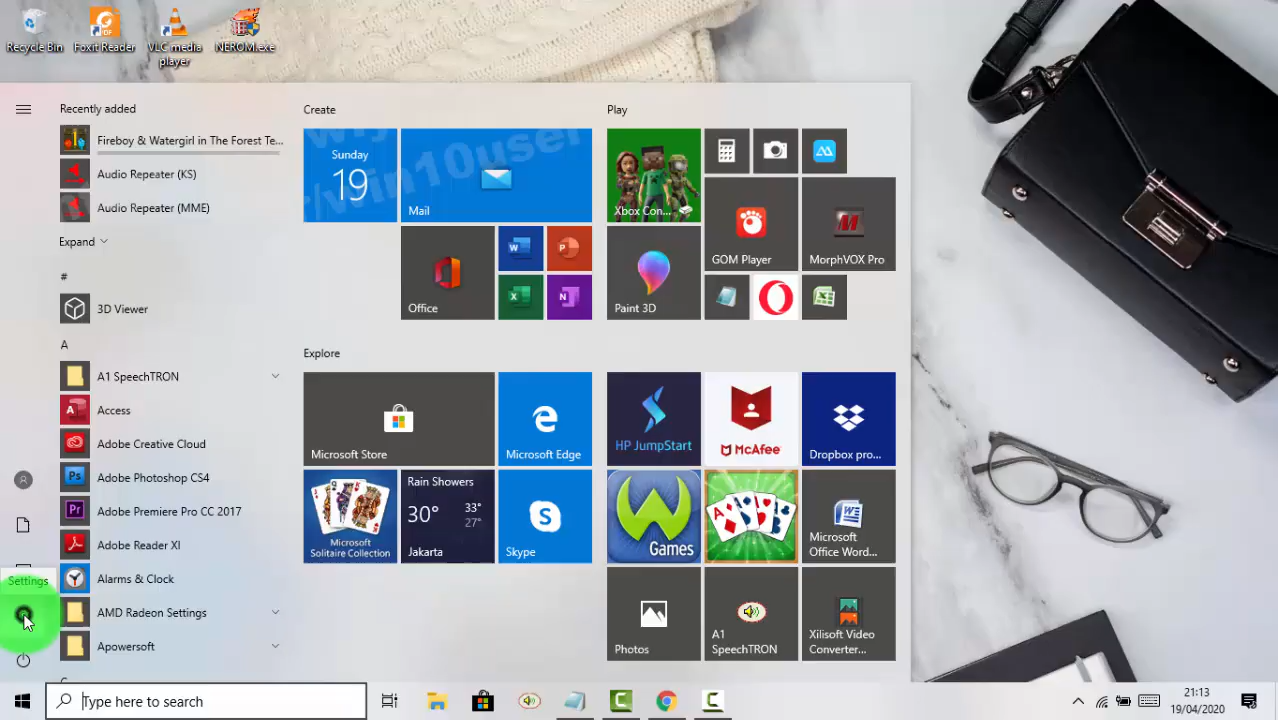 Recycle Bin
Foxit Reader
VLC media player
NEROMI.exe
Recently added
Fireboy & Watergirl in The Forest Te...
Audio Repeater (KS)
Audio Repeater (MME)
Expand
#
3D Viewer
A
A1 SpeechTRON
Access
Adobe Creative Cloud
Adobe Photoshop CS4
Adobe Premiere Pro CC 2017
Adobe Reader XI
Alarms & Clock
Settings
AMD Radeon Settings
Apowersoft
Create
Sunday
19
win10user
Mail
Office
Explore
Microsoft Store
Microsoft Edge
Microsoft
Solitaire Collection
Rain Showers
30°
33°
27°
Jakarta
Skype
Play
Xbox Con...
GOM Player
MorphVOX Pro
Paint 3D
HP JumpStart
McAfee
Dropbox pro...
Games
Microsoft
Office Word...
Photos
A1
SpeechTRON
Xilisoft Video
Converter...
Type here to search
21:13
19/04/2020